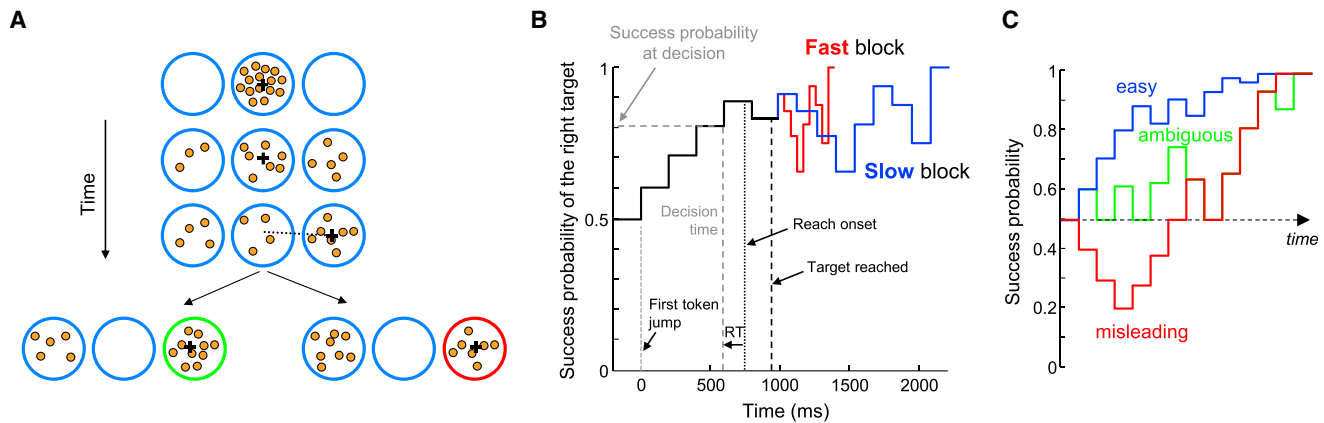 A
Time
B
Success probability of the right target
Success probability
at decision
Fast block
Slow block
Decision
time
Reach onset
Target reached
First token
jump
RT
1
0.5
0
0
500
1000
1500
2000
Time (ms)
C
Success probability
1
0.8
0.6
0.4
0.2
0
easy
ambiguous
misleading
time